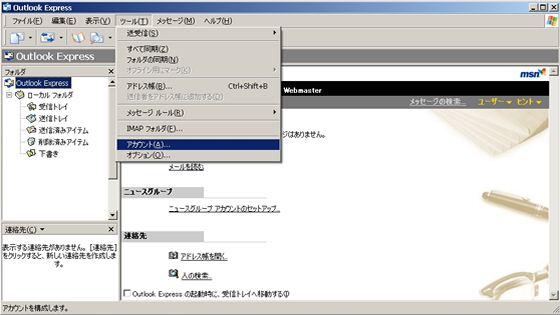 Outlook Express
ファイル(F) 編集(E) 表示(V) ツール(T) メッセージ(M) ヘルプ(H)
送受信(S)
すべて同期(Z)
フォルダの同期(N)
オフライン用にマーク(K)
アドレス帳(B)... Ctrl+Shift+B
送信者をアドレス帳に追加する(D)
メッセージ ルール(R)
IMAP フォルダ(F)...
アカウント(A)...
オプション(O)...
Outlook Express
フォルダ
Outlook Express
ローカル フォルダ
受信トレイ
送信トレイ
送信済みアイテム
削除済みアイテム
下書き
連絡先(C)
表示する連絡先がありません。[連絡先]
をクリックすると、新しい連絡先を作成しま
す。
msn
Webmaster
メッセージの検索... ユーザー ヒント
ジはありません。
メールを読む
ニュースグループ
ニュースグループ アカウントのセットアップ...
連絡先
アドレス帳を開く
人の検索...
Outlook Express の起動時に、受信トレイへ移動する(I)
アカウントを構成します。